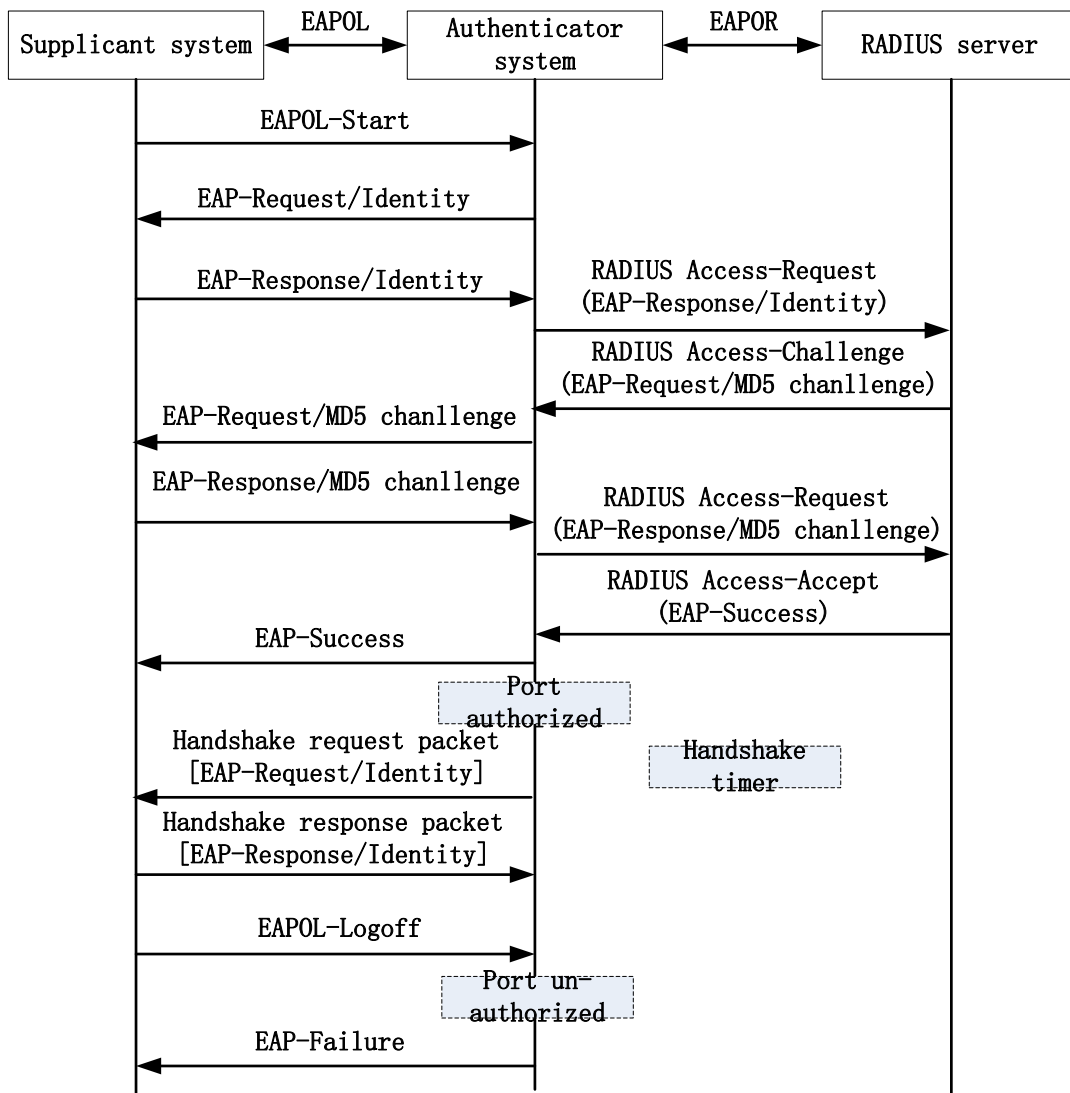 EAPOL
EAPOR
Supplicant system
Authenticator
system
RADIUS server
EAPOL-Start
EAP-Request/Identity
EAP-Response/Identity
RADIUS Access-Request
(EAP-Response/Identity)
RADIUS Access-Challenge
(EAP-Request/MD5 chanllenge)
EAP-Request/MD5 chanllenge
EAP-Response/MD5 chanllenge
RADIUS Access-Request
(EAP-Response/MD5 chanllenge)
RADIUS Access-Accept
(EAP-Success)
EAP-Success
Port
authorized
Handshake request packet
[EAP-Request/Identity]
Handshake
timer
Handshake response packet
[EAP-Response/Identity]
EAPOL-Logoff
Port un-
authorized
EAP-Failure